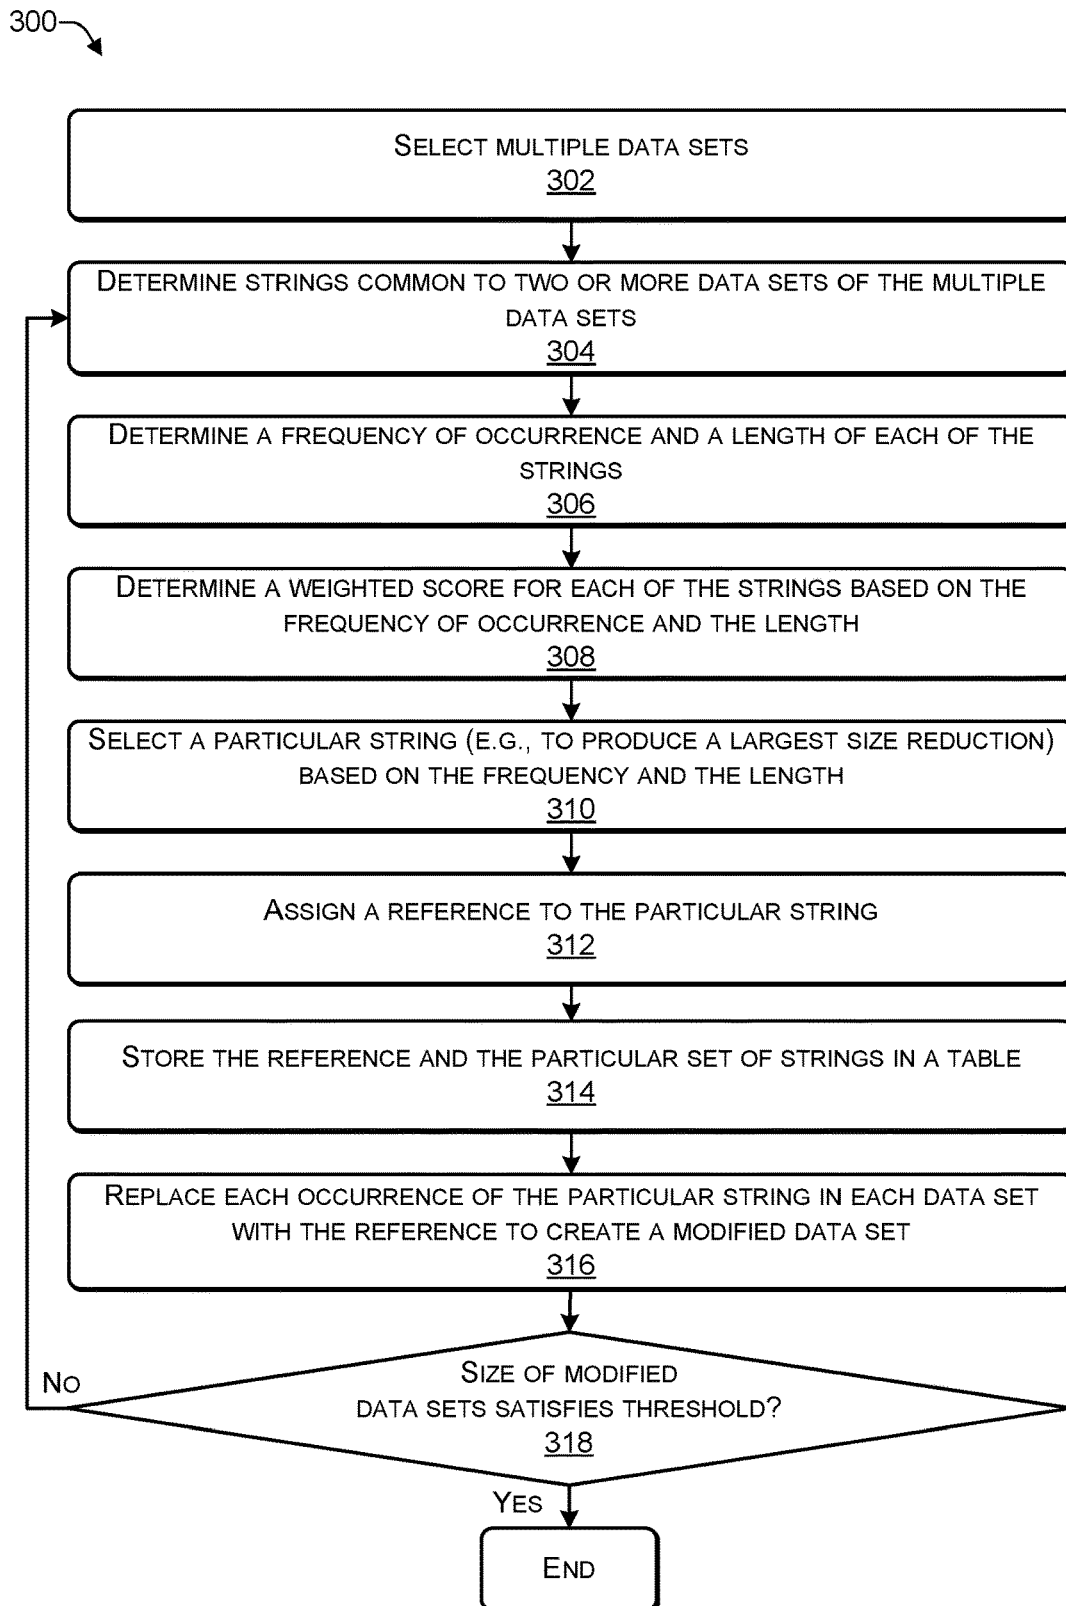 300
SELECT MULTIPLE DATA SETS
302
DETERMINE STRINGS COMMON TO TWO OR MORE DATA SETS OF THE MULTIPLE
DATA SETS
304
DETERMINE A FREQUENCY OF OCCURRENCE AND A LENGTH OF EACH OF THE
STRINGS
306
DETERMINE A WEIGHTED SCORE FOR EACH OF THE STRINGS BASED ON THE
FREQUENCY OF OCCURRENCE AND THE LENGTH
308
SELECT A PARTICULAR STRING (E.G., TO PRODUCE A LARGEST SIZE REDUCTION)
BASED ON THE FREQUENCY AND THE LENGTH
310
ASSIGN A REFERENCE TO THE PARTICULAR STRING
312
STORE THE REFERENCE AND THE PARTICULAR SET OF STRINGS IN A TABLE
314
REPLACE EACH OCCURRENCE OF THE PARTICULAR STRING IN EACH DATA SET
WITH THE REFERENCE TO CREATE A MODIFIED DATA SET
316
NO
SIZE OF MODIFIED
DATA SETS SATISFIES THRESHOLD?
318
YES
END